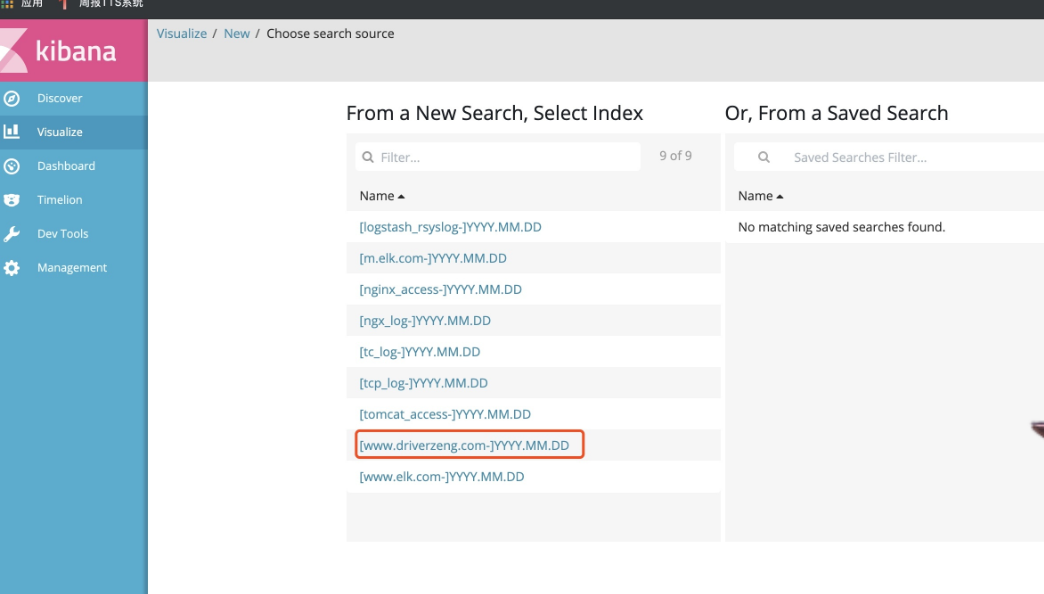 应用 周报TTS系统
Visualize / New / Choose search source
kibana
Discover
Visualize
Dashboard
Timelion
Dev Tools
Management
From a New Search, Select Index
Filter...
9 of 9
Name
[logstash_rsyslog-]YYYY.MM.DD
[m.elk.com-]YYYY.MM.DD
[nginx_access-]YYYY.MM.DD
[ngx_log-]YYYY.MM.DD
[tc_log-]YYYY.MM.DD
[tcp_log-]YYYY.MM.DD
[tomcat_access-]YYYY.MM.DD
[www.driverzeng.com-]YYYY.MM.DD
[www.elk.com-]YYYY.MM.DD
Or, From a Saved Search
Saved Searches Filter...
Name
No matching saved searches found.